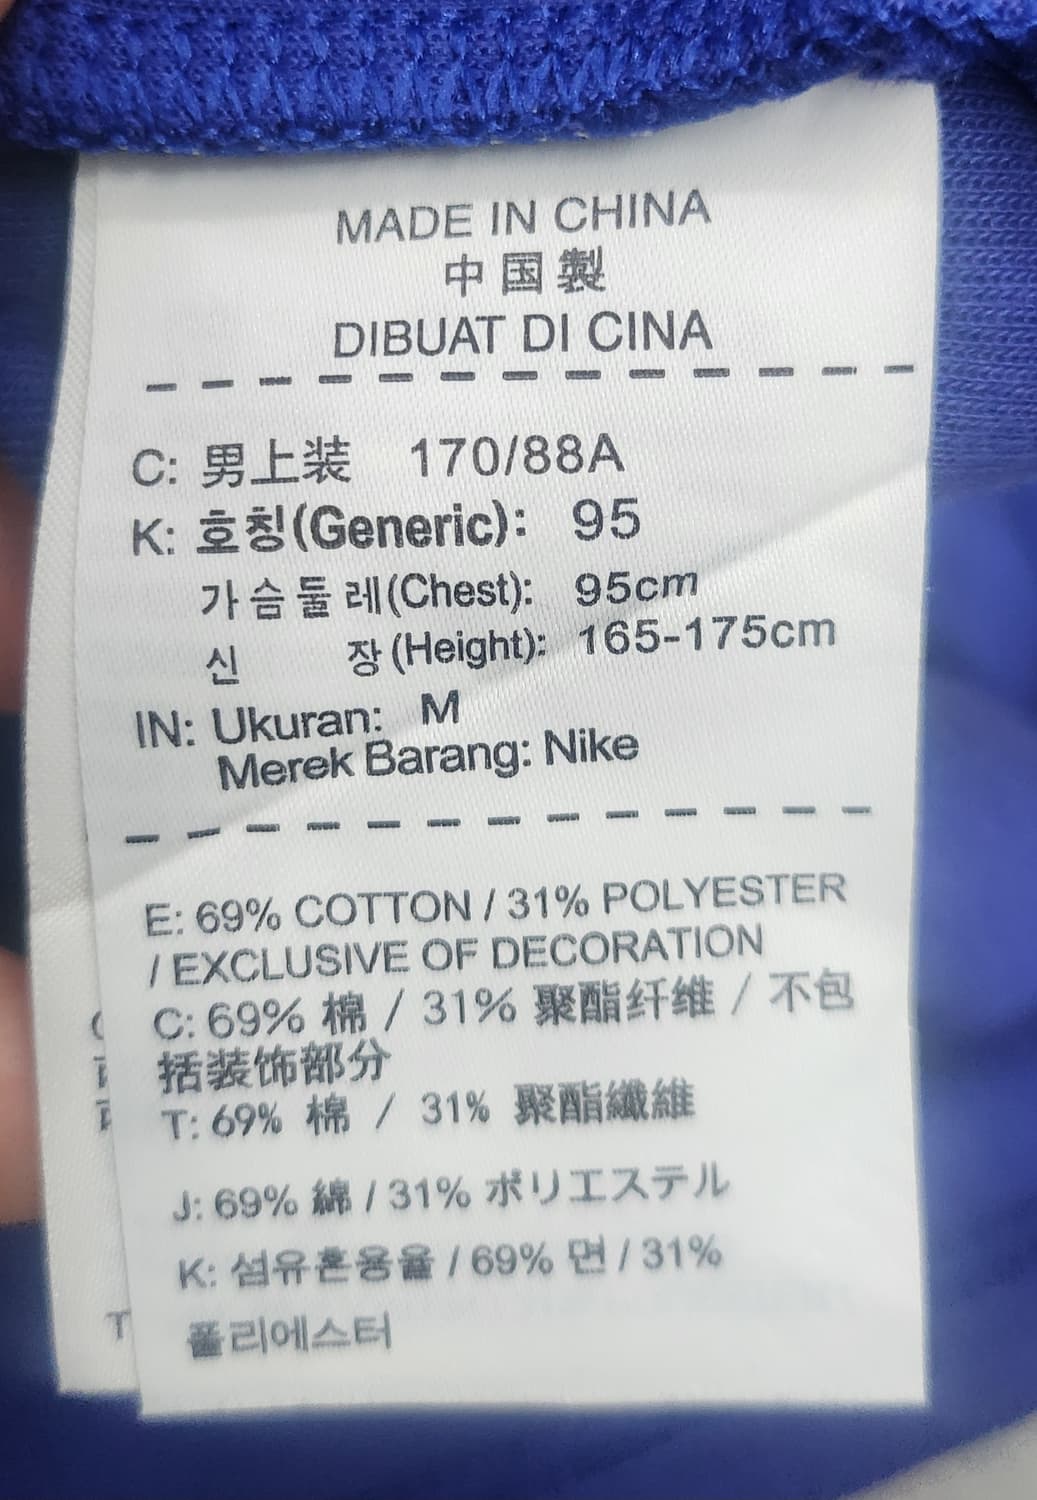 MADE IN CHINA
中国製
DIBUAT DI CINA
C: 男上装 170/88A
K: 호칭(Generic): 95
가슴둘레(Chest): 95cm
신 장(Height): 165-175cm
IN: Ukuran: M
Merek Barang: Nike
E: 69% COTTON / 31% POLYESTER
/ EXCLUSIVE OF DECORATION
C: 69% 棉 / 31% 聚酯纤维 / 不包
括装饰部分
T: 69% 棉 / 31% 聚酯纖維
J: 69% 綿 / 31% ポリエステル
K: 섬유혼용율 / 69% 면 / 31%
폴리에스터
T